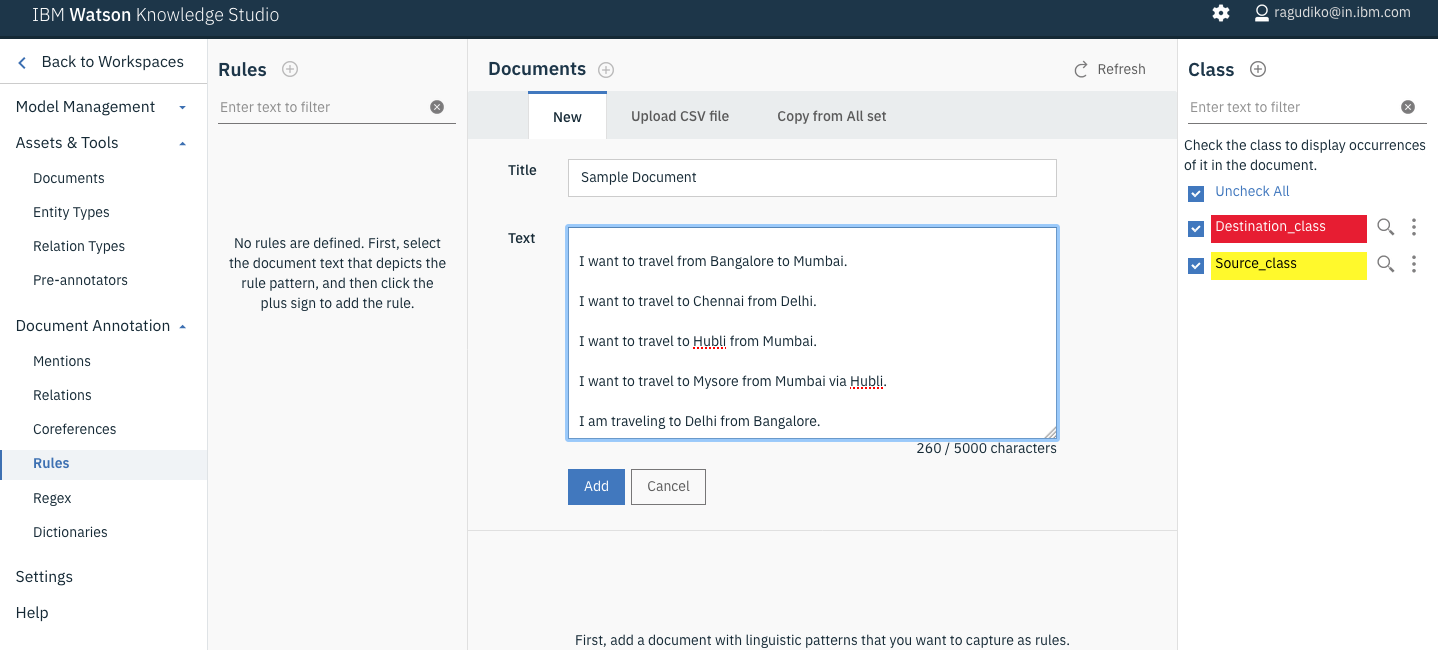 IBM Watson Knowledge Studio
ragudiko@in.ibm.com
Back to Workspaces
Model Management
Assets & Tools
Documents
Entity Types
Relation Types
Pre-annotators
Document Annotation
Mentions
Relations
Coreferences
Rules
Regex
Dictionaries
Settings
Help
Rules
Enter text to filter
No rules are defined. First, select
the document text that depicts the
rule pattern, and then click the
plus sign to add the rule.
Documents
Refresh
New
Upload CSV file
Copy from All set
Title
Sample Document
Text
I want to travel from Bangalore to Mumbai.
I want to travel to Chennai from Delhi.
I want to travel to Hubli from Mumbai.
I want to travel to Mysore from Mumbai via Hubli.
I am traveling to Delhi from Bangalore.
260 / 5000 characters
Add
Cancel
First, add a document with linguistic patterns that you want to capture as rules.
Class
Enter text to filter
Check the class to display occurrences
of it in the document.
Uncheck All
Destination_class
Source_class